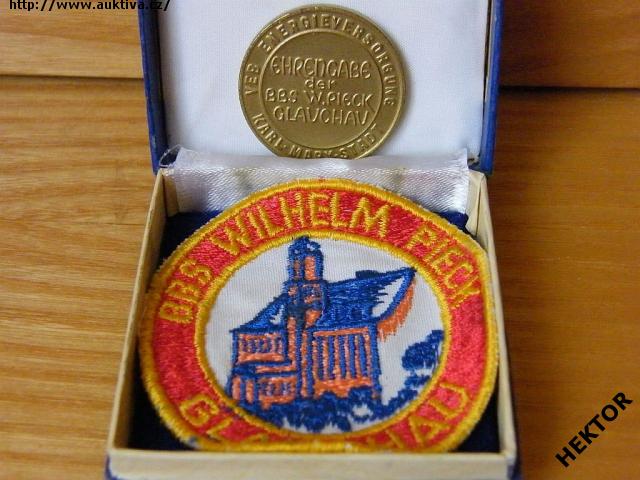 http://www.auktiva.cz/
VEB ENERGIEVERSORGUNG
KARL-MARX-STADT
EHRENGABE
der
BBS W.PIECK
GLAUCHAU
BBS WILHELM PIECK
GLAUCHAU
HEKTOR